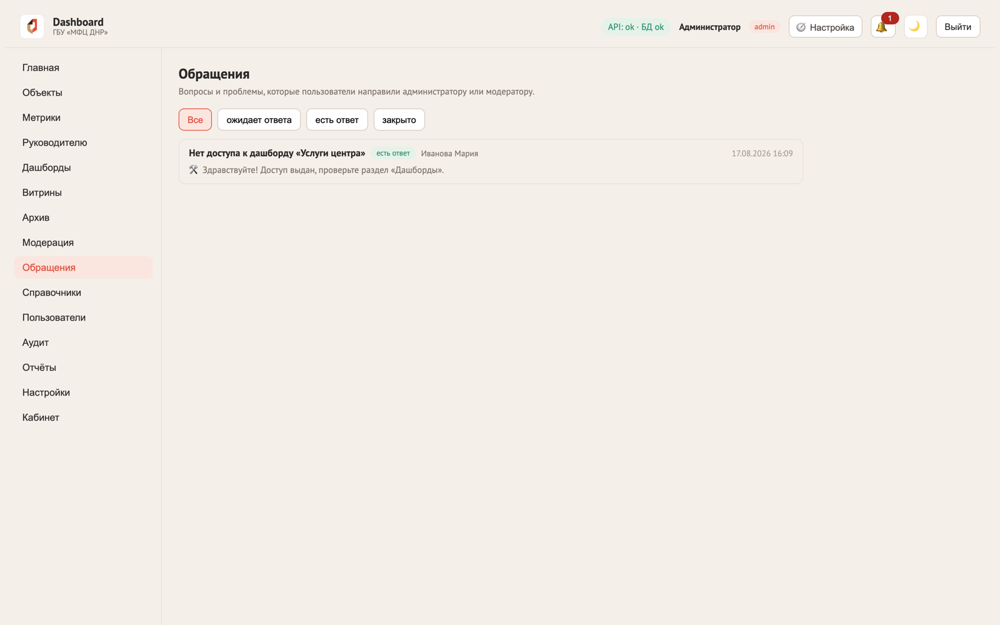 Dashboard
ГБУ «МФЦ ДНР»
API: ok · БД ok
Администратор
admin
Настройка
1
Выйти
Главная
Объекты
Метрики
Руководителю
Дашборды
Витрины
Архив
Модерация
Обращения
Справочники
Пользователи
Аудит
Отчёты
Настройки
Кабинет
Обращения
Вопросы и проблемы, которые пользователи направили администратору или модератору.
Все
ожидает ответа
есть ответ
закрыто
Нет доступа к дашборду «Услуги центра» есть ответ Иванова Мария 17.08.2026 16:09
Здравствуйте! Доступ выдан, проверьте раздел «Дашборды».